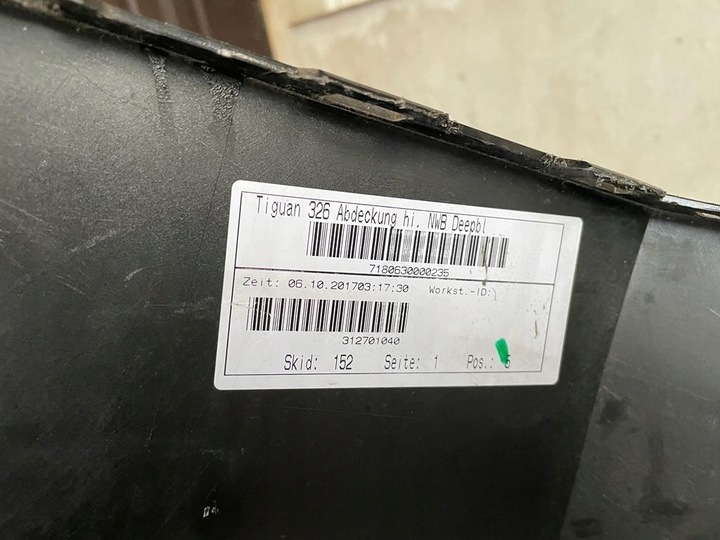 Tiguan 326 Abdeckung hi. NWB Deepbl
7180630000235
Zeit: 06.10.201703:17:30 Workst.-ID:
312701040
Skid: 152 Seite: 1 Pos.: 5